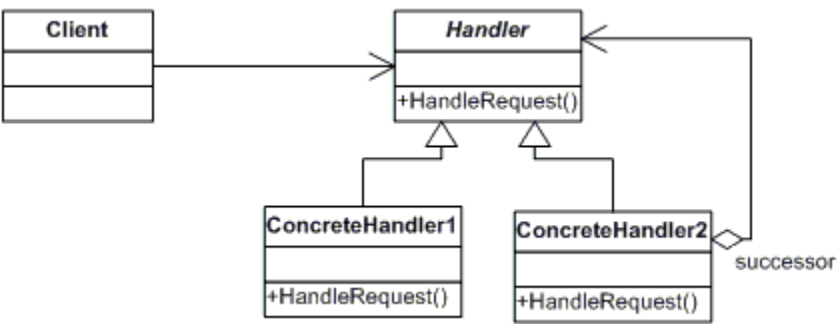 Client
Handler
+HandleRequest()
ConcreteHandler1
+HandleRequest()
ConcreteHandler2
+HandleRequest()
successor